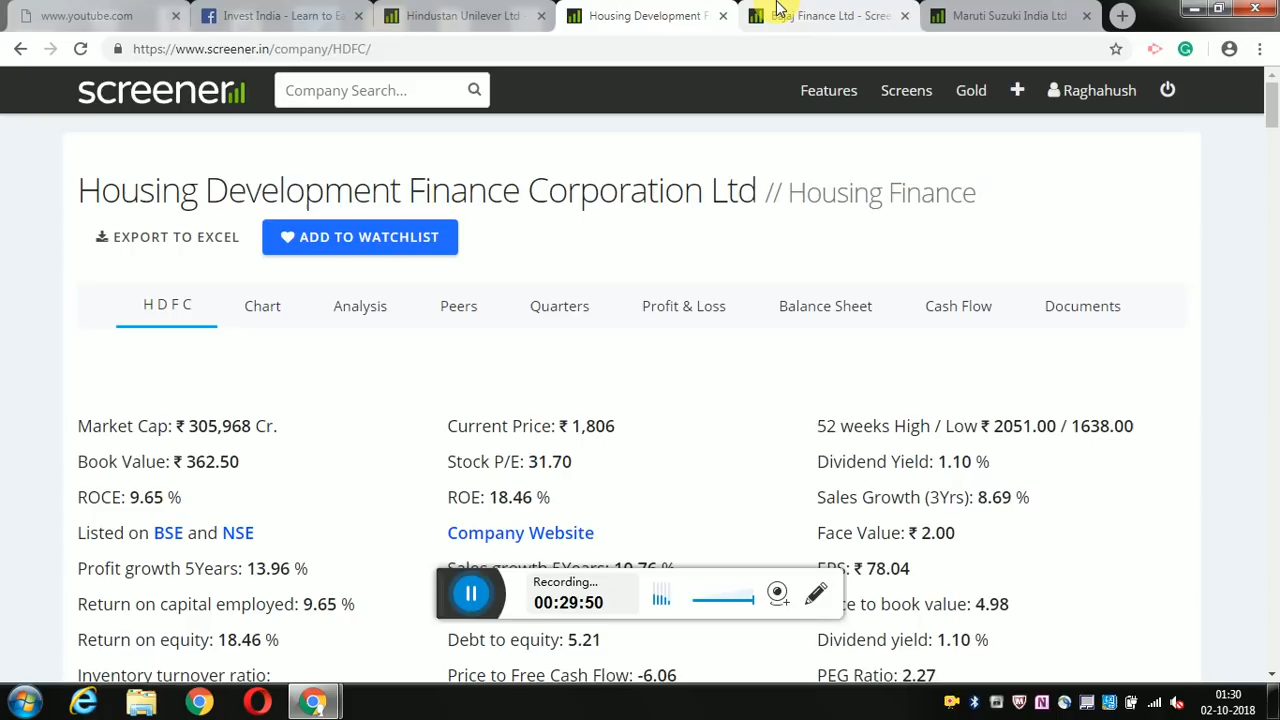 www.youtube.com
Invest India - Learn to Ea
Hindustan Unilever Ltd
Housing Development F
Bajaj Finance Ltd - Scree
Maruti Suzuki India Ltd
https://www.screener.in/company/HDFC/
screener
Company Search...
Features
Screens
Gold
Raghahush
Housing Development Finance Corporation Ltd // Housing Finance
EXPORT TO EXCEL
ADD TO WATCHLIST
HDFC
Chart
Analysis
Peers
Quarters
Profit & Loss
Balance Sheet
Cash Flow
Documents
Market Cap: ₹ 305,968 Cr.
Current Price: ₹ 1,806
52 weeks High / Low ₹ 2051.00 / 1638.00
Book Value: ₹ 362.50
Stock P/E: 31.70
Dividend Yield: 1.10 %
ROCE: 9.65 %
ROE: 18.46 %
Sales Growth (3Yrs): 8.69 %
Listed on BSE and NSE
Company Website
Face Value: ₹ 2.00
Profit growth 5Years: 13.96 %
Sales growth 5Years: 10.76 %
EPS: ₹ 78.04
Return on capital employed: 9.65 %
to book value: 4.98
Return on equity: 18.46 %
Debt to equity: 5.21
Dividend yield: 1.10 %
Inventory turnover ratio:
Price to Free Cash Flow: -6.06
PEG Ratio: 2.27
Recording...
00:29:50
01:30
02-10-2018